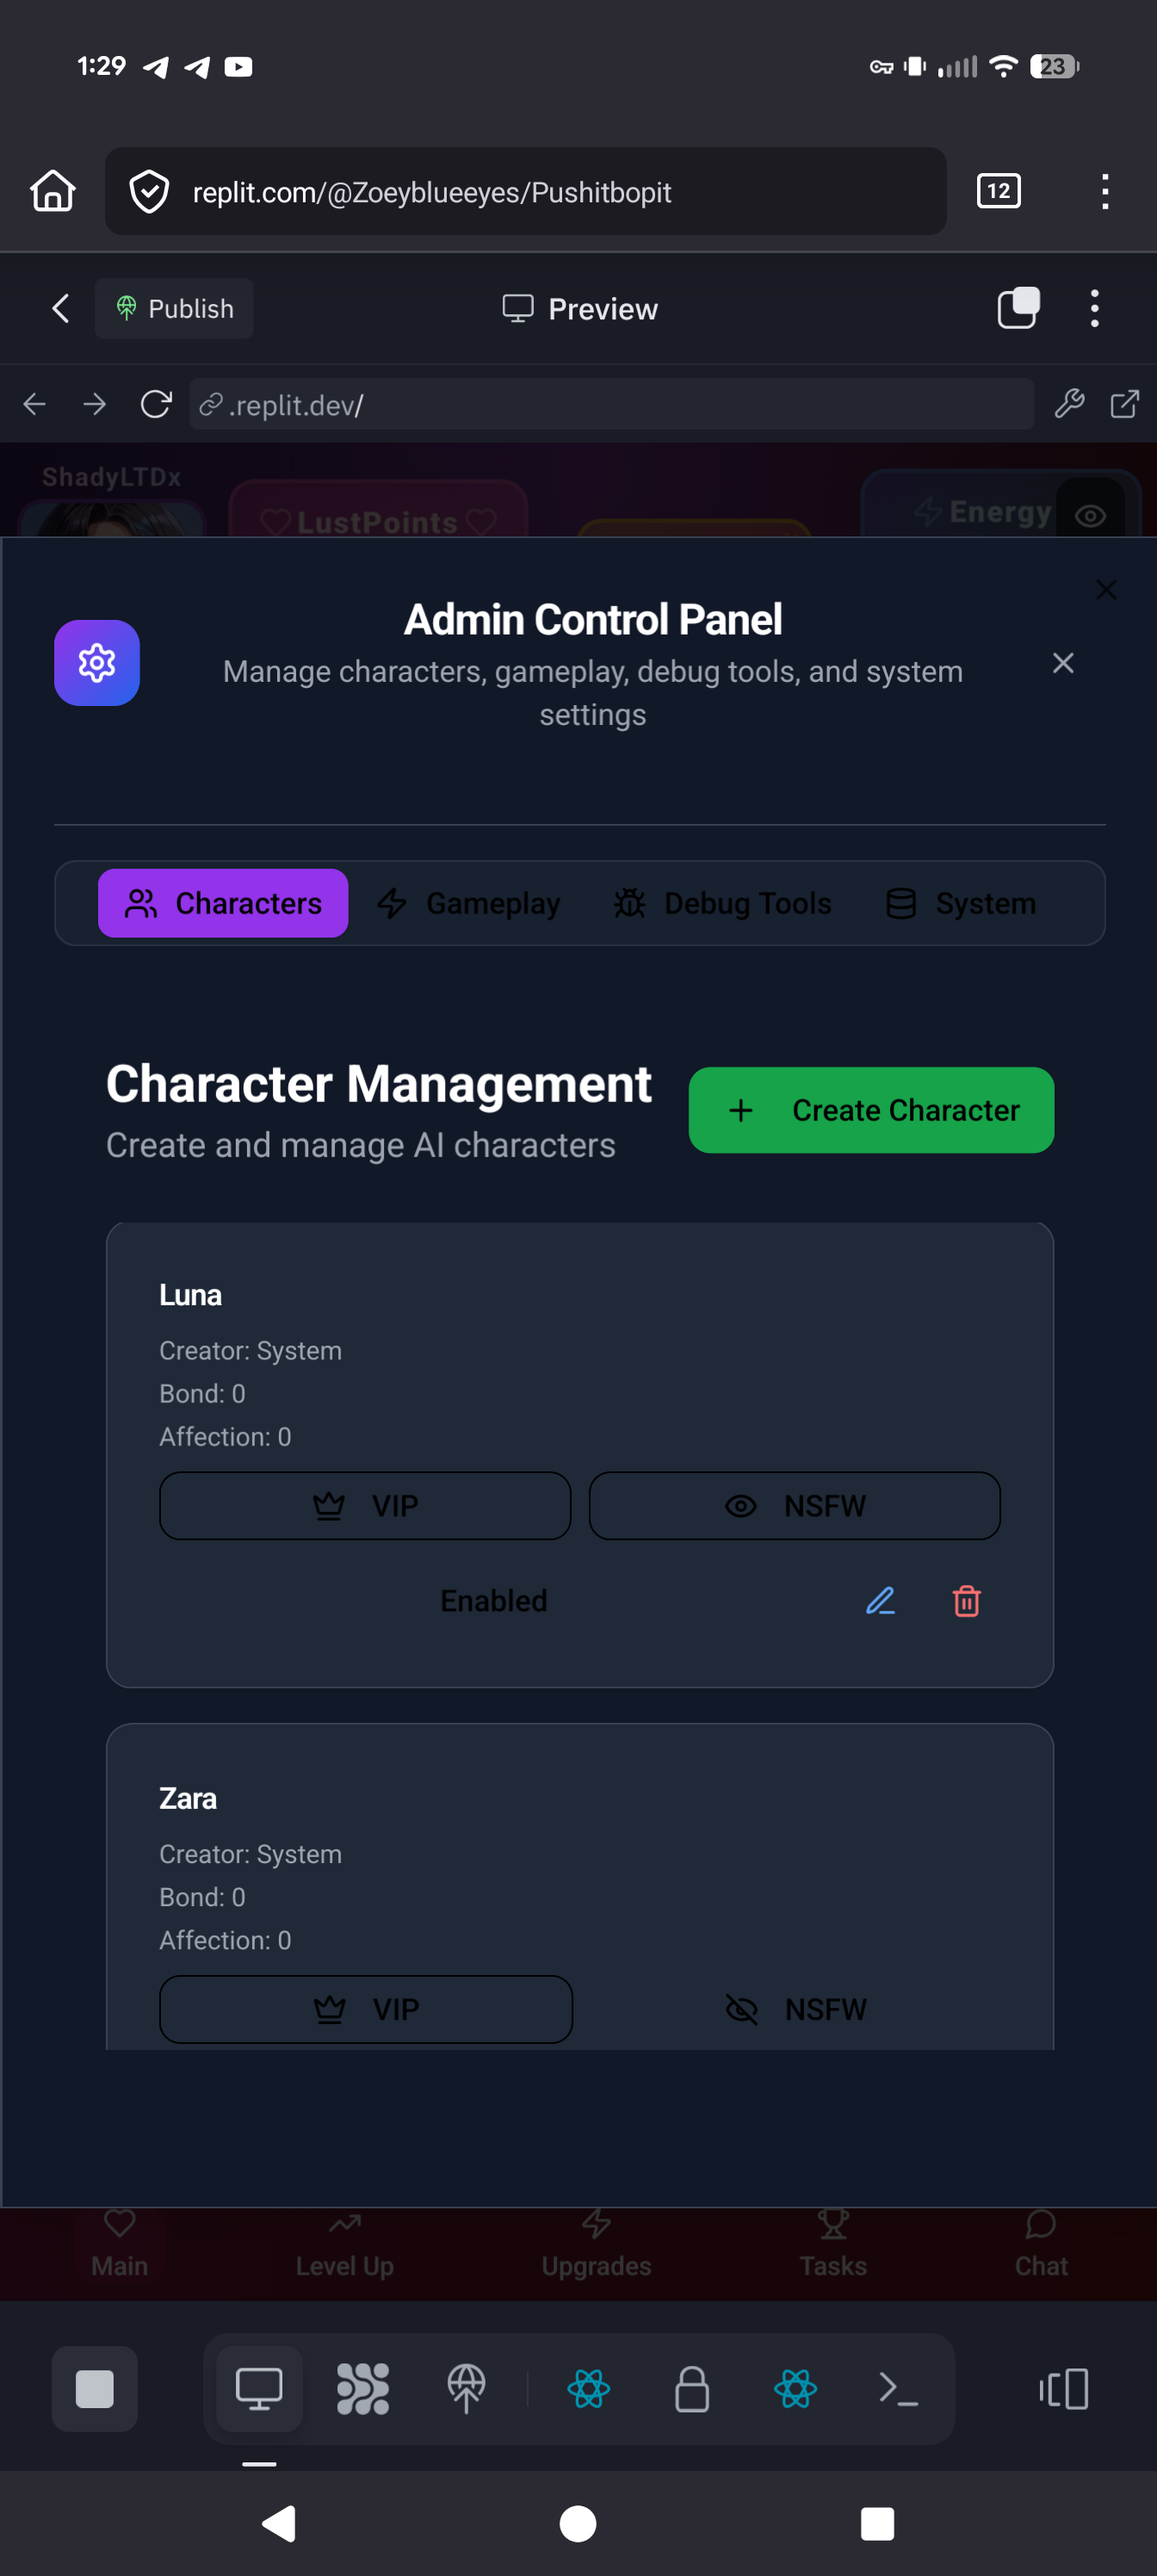 1:29
23
replit.com/@Zoeyblueeyes/Pushitbopit
12
Publish
Preview
.replit.dev/
ShadyLTDx
LustPoints
Energy
Admin Control Panel
Manage characters, gameplay, debug tools, and system
settings
Characters
Gameplay
Debug Tools
System
Character Management
Create and manage AI characters
Create Character
Luna
Creator: System
Bond: 0
Affection: 0
VIP
NSFW
Enabled
Zara
Creator: System
Bond: 0
Affection: 0
VIP
NSFW
Main
Level Up
Upgrades
Tasks
Chat